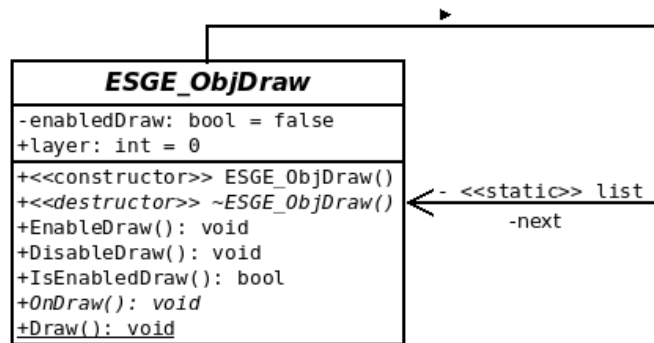 ESGE_ObjDraw
-enabledDraw: bool = false
+layer: int = 0
+<<constructor>> ESGE_ObjDraw()
+<<destructor>> ~ESGE_ObjDraw()
+EnableDraw(): void
+DisableDraw(): void
+IsEnabledDraw(): bool
+OnDraw(): void
+Draw(): void
- <<static>> list
-next